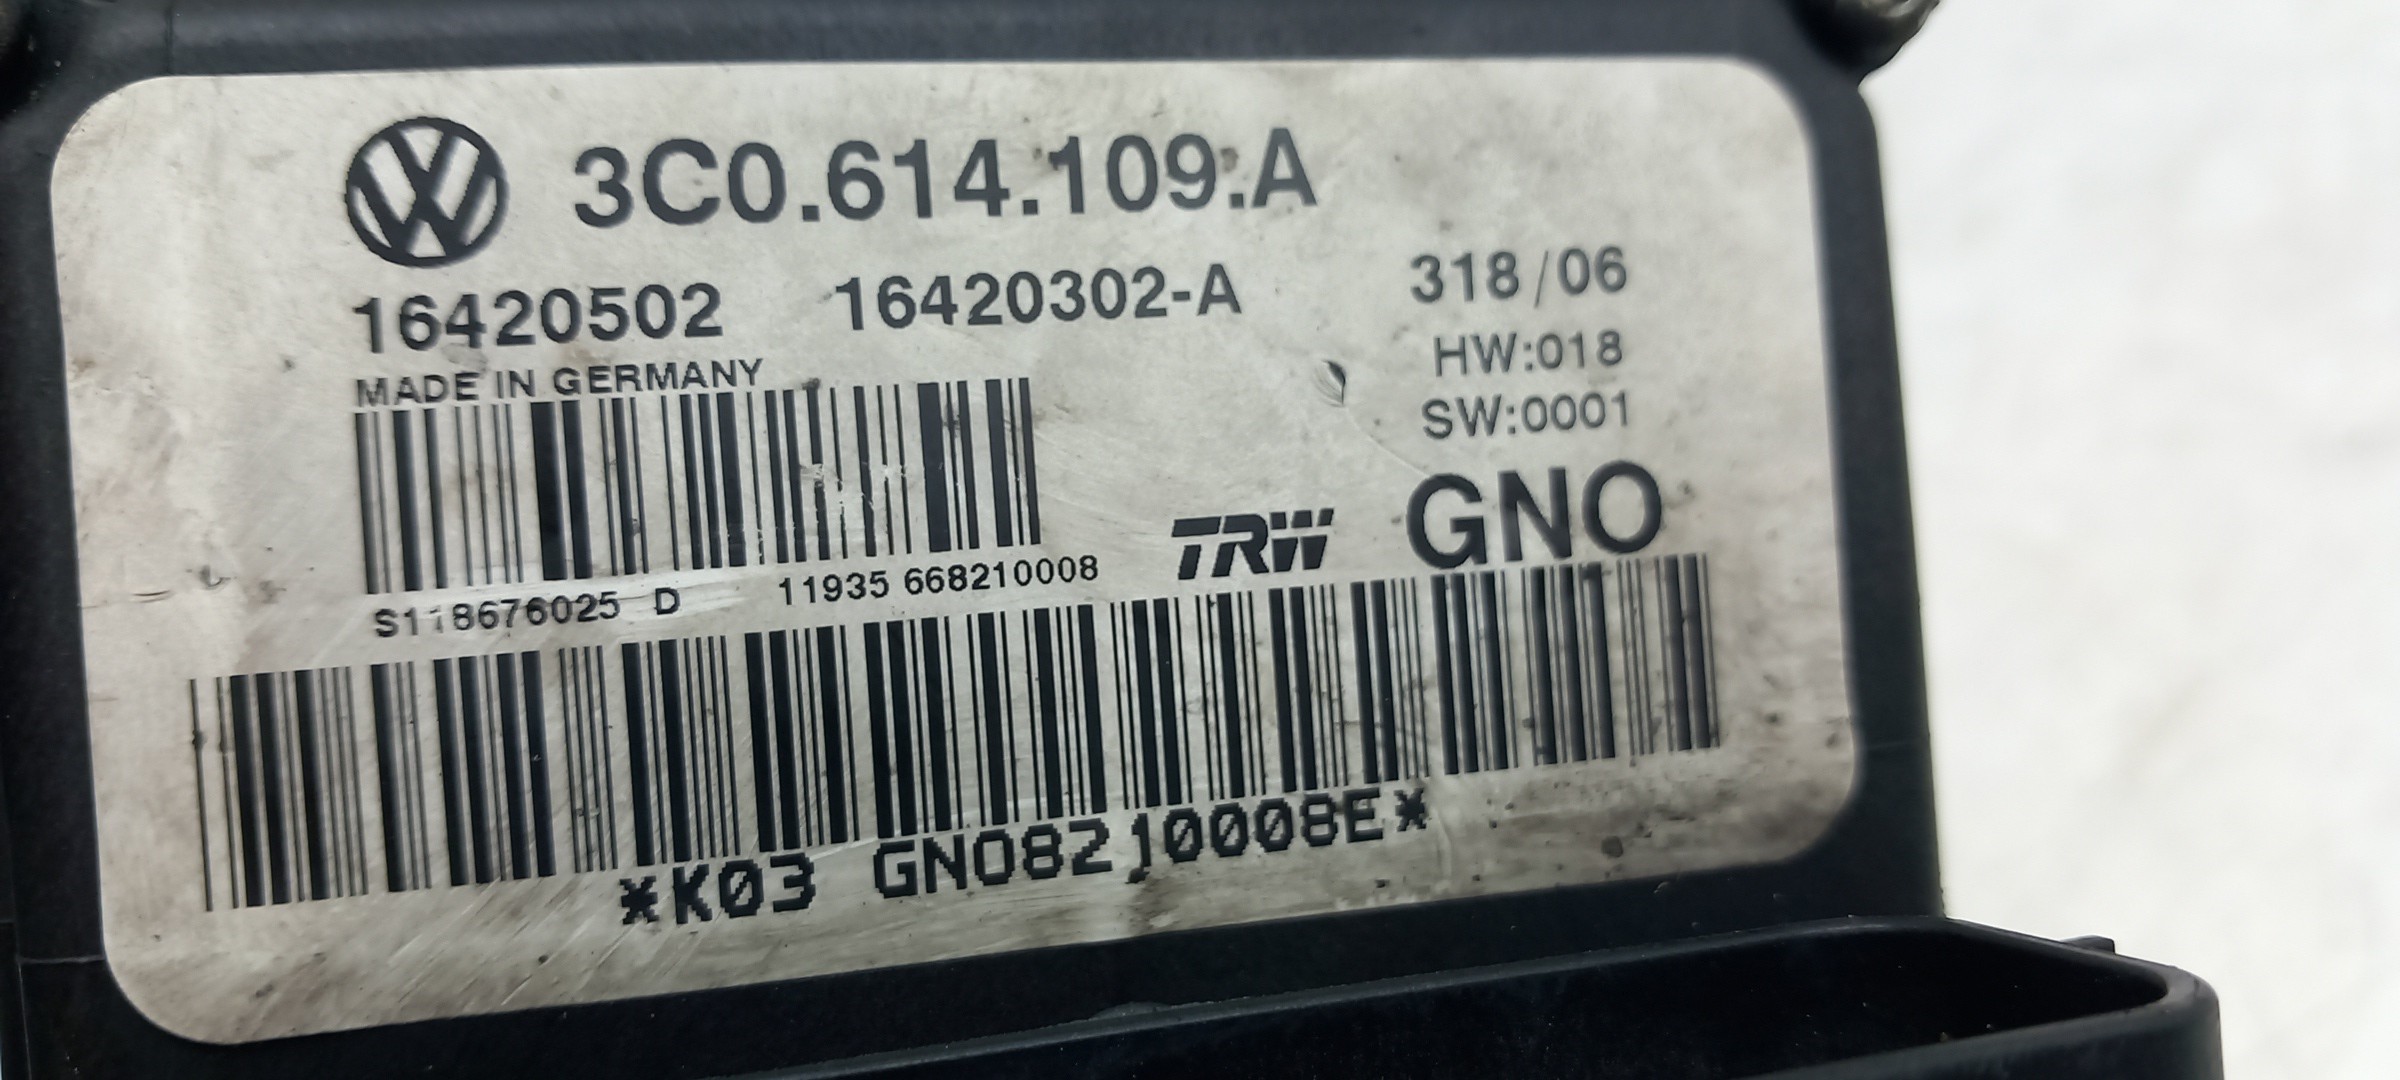 3C0.614.109.A
16420502 16420302-A 318/06
MADE IN GERMANY HW:018
SW:0001
TRW GNO
S118676025 D 11935 668210008
*K03 GNO8210008E*